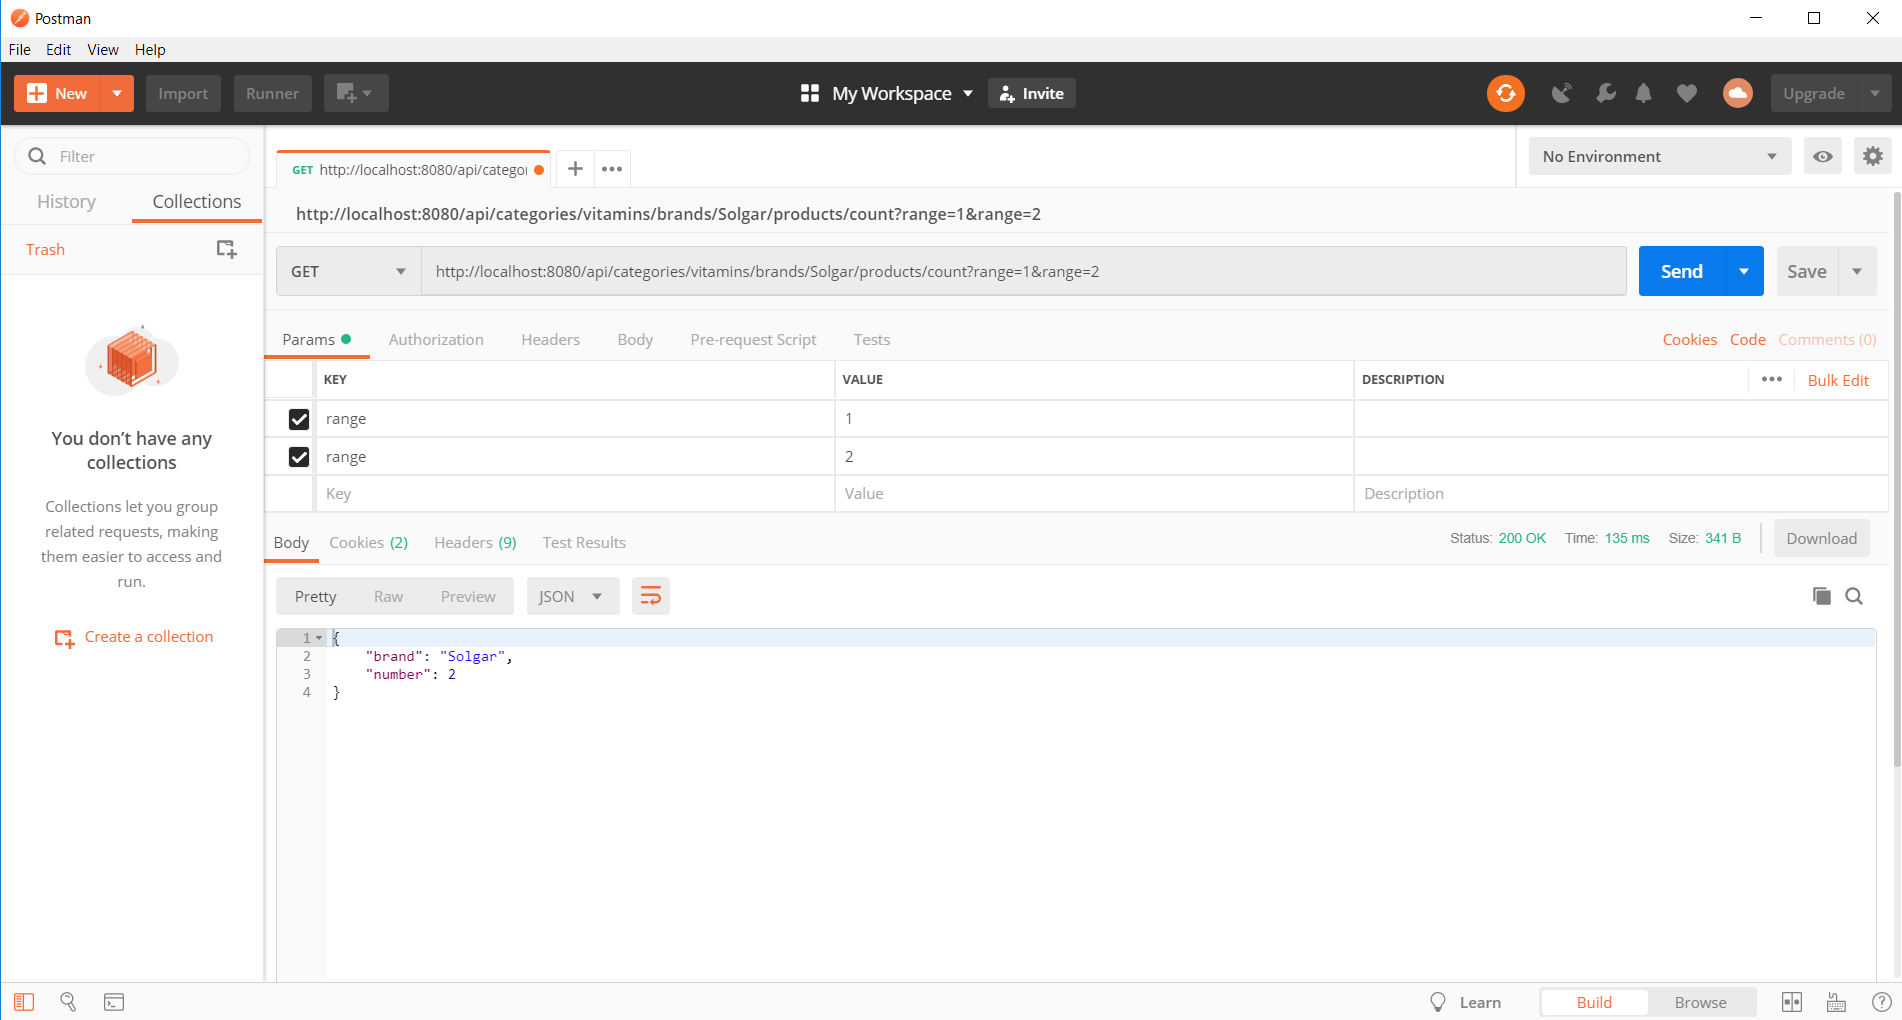 Postman
File Edit View Help
New Import Runner My Workspace Invite Upgrade
Filter
History Collections
Trash
You don’t have any
collections
Collections let you group
related requests, making
them easier to access and
run.
Create a collection
GET http://localhost:8080/api/catego
No Environment
http://localhost:8080/api/categories/vitamins/brands/Solgar/products/count?range=1&range=2
GET http://localhost:8080/api/categories/vitamins/brands/Solgar/products/count?range=1&range=2 Send Save
Params Authorization Headers Body Pre-request Script Tests Cookies Code Comments (0)
KEY VALUE DESCRIPTION Bulk Edit
range 1
range 2
Key Value Description
Body Cookies (2) Headers (9) Test Results Status: 200 OK Time: 135 ms Size: 341 B Download
Pretty Raw Preview JSON
1 {
2 "brand": "Solgar",
3 "number": 2
4 }
Learn Build Browse